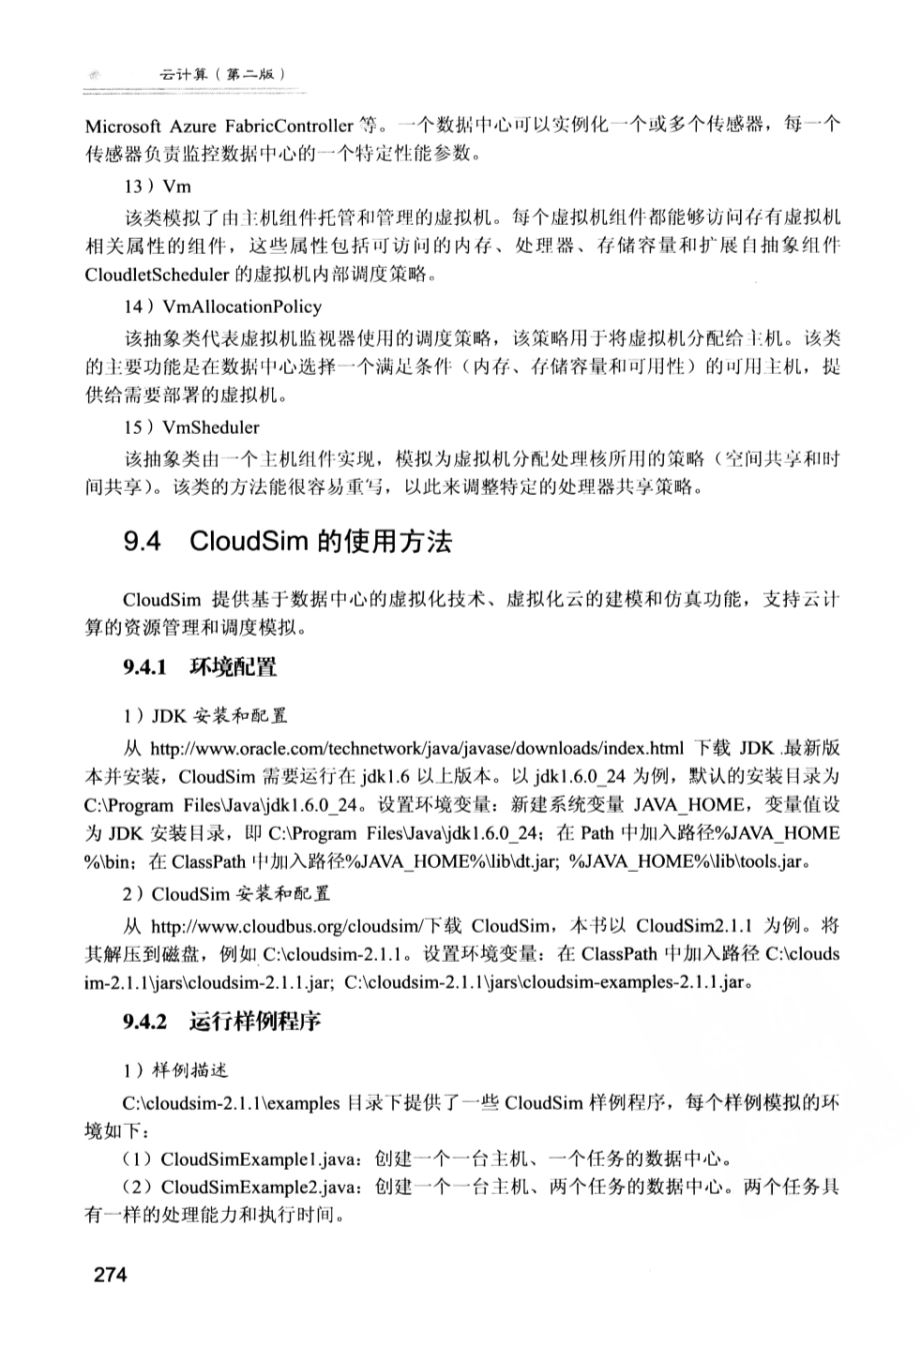 云计算（第二版）
Microsoft Azure FabricController 等。一个数据中心可以实例化一个或多个传感器，每一个
传感器负责监控数据中心的一个特定性能参数。
13）Vm
该类模拟了由主机组件托管和管理的虚拟机。每个虚拟机组件都能够访问存有虚拟机
相关属性的组件，这些属性包括可访问的内存、处理器、存储容量和扩展自抽象组件
CloudletScheduler 的虚拟机内部调度策略。
14）VmAllocationPolicy
该抽象类代表虚拟机监视器使用的调度策略，该策略用于将虚拟机分配给主机。该类
的主要功能是在数据中心选择一个满足条件（内存、存储容量和可用性）的可用主机，提
供给需要部署的虚拟机。
15）VmSheduler
该抽象类由一个主机组件实现，模拟为虚拟机分配处理核所用的策略（空间共享和时
间共享）。该类的方法能很容易重写，以此来调整特定的处理器共享策略。
9.4 CloudSim 的使用方法
CloudSim 提供基于数据中心的虚拟化技术、虚拟化云的建模和仿真功能，支持云计
算的资源管理和调度模拟。
9.4.1 环境配置
1）JDK 安装和配置
从 http://www.oracle.com/technetwork/java/javase/downloads/index.html 下载 JDK 最新版
本并安装，CloudSim 需要运行在 jdk1.6 以上版本。以 jdk1.6.0_24 为例，默认的安装目录为
C:\Program Files\Java\jdk1.6.0_24。设置环境变量：新建系统变量 JAVA_HOME，变量值设
为 JDK 安装目录，即 C:\Program Files\Java\jdk1.6.0_24；在 Path 中加入路径%JAVA_HOME
%\bin；在 ClassPath 中加入路径%JAVA_HOME%\lib\dt.jar; %JAVA_HOME%\lib\tools.jar。
2）CloudSim 安装和配置
从 http://www.cloudbus.org/cloudsim/下载 CloudSim，本书以 CloudSim2.1.1 为例。将
其解压到磁盘，例如 C:\cloudsim-2.1.1。设置环境变量：在 ClassPath 中加入路径 C:\clouds
im-2.1.1\jars\cloudsim-2.1.1.jar; C:\cloudsim-2.1.1\jars\cloudsim-examples-2.1.1.jar。
9.4.2 运行样例程序
1）样例描述
C:\cloudsim-2.1.1\examples 目录下提供了一些 CloudSim 样例程序，每个样例模拟的环
境如下：
（1）CloudSimExample1.java：创建一个一台主机、一个任务的数据中心。
（2）CloudSimExample2.java：创建一个一台主机、两个任务的数据中心。两个任务具
有一样的处理能力和执行时间。
274